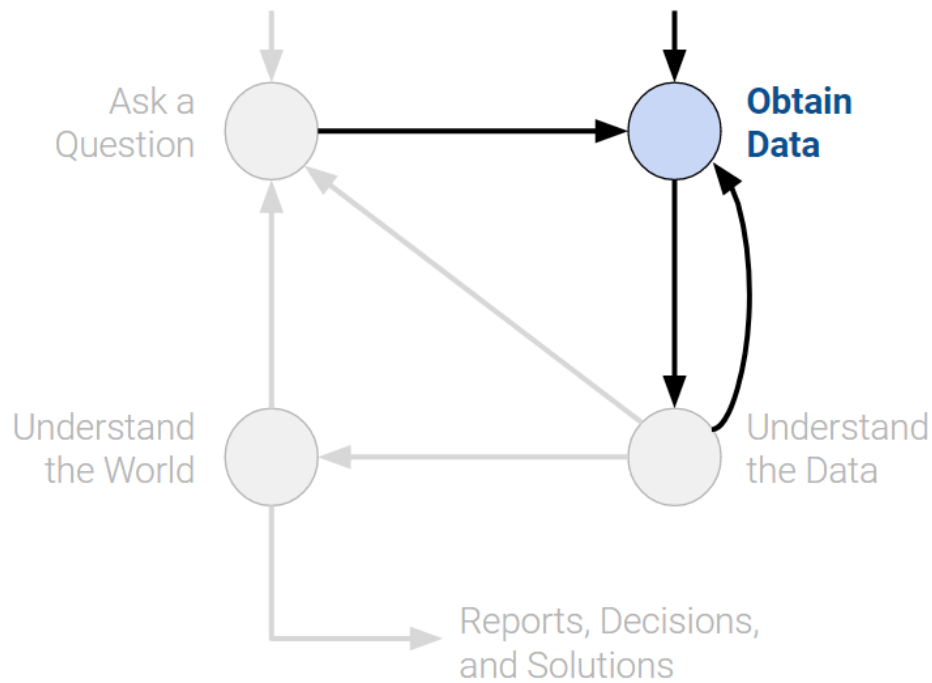 Ask a
Question
Obtain
Data
Understand
the World
Understand
the Data
Reports, Decisions,
and Solutions